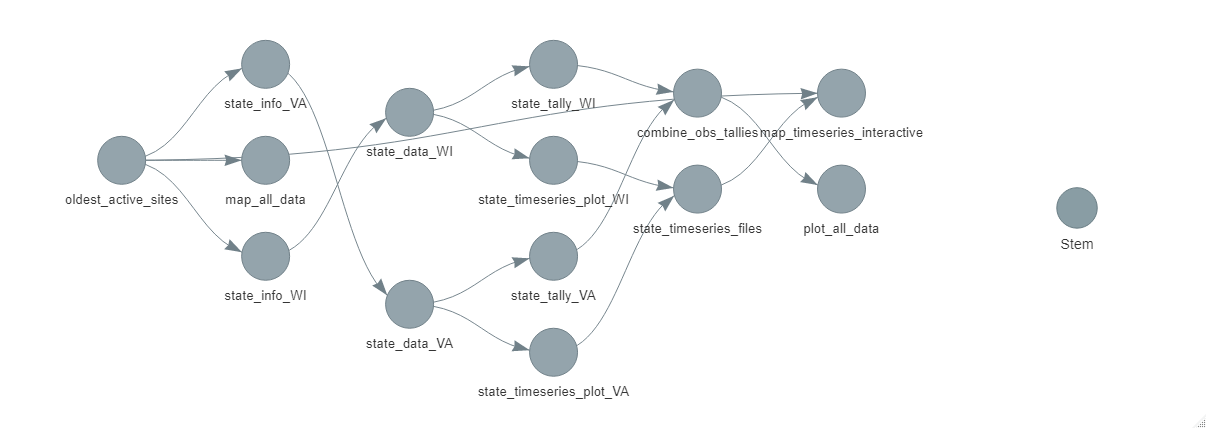 state_info_VA
state_tally_WI
combine_obs_tallies
map_timeseries_interactive
state_data_WI
oldest_active_sites
map_all_data
state_timeseries_plot_WI
state_timeseries_files
plot_all_data
Stem
state_info_WI
state_tally_VA
state_data_VA
state_timeseries_plot_VA